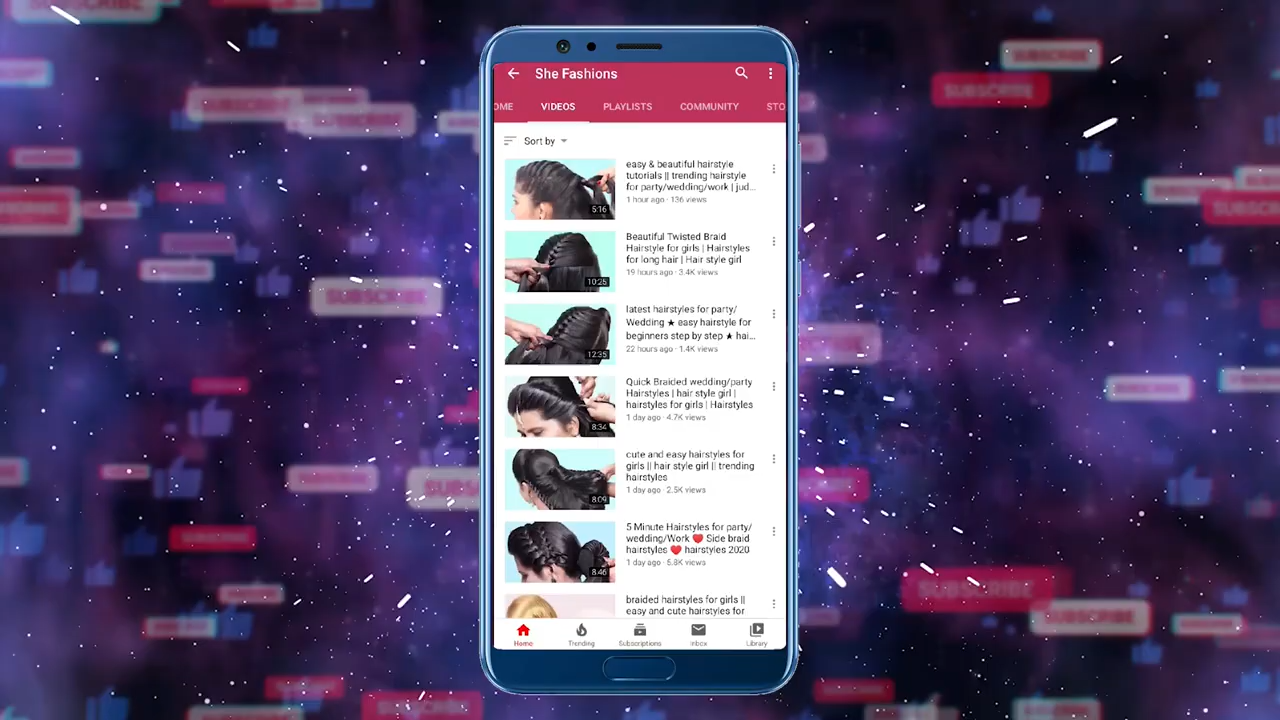 She Fashions
OME VIDEOS PLAYLISTS COMMUNITY STO
Sort by
easy & beautiful hairstyle
tutorials || trending hairstyle
for party/wedding/work | jud...
1 hour ago · 136 views
5:16
Beautiful Twisted Braid
Hairstyle for girls | Hairstyles
for long hair | Hair style girl
19 hours ago · 3.4K views
10:25
latest hairstyles for party/
Wedding ★ easy hairstyle for
beginners step by step ★ hai...
22 hours ago · 1.4K views
12:35
Quick Braided wedding/party
Hairstyles | hair style girl |
hairstyles for girls | Hairstyles
1 day ago · 4.7K views
8:34
cute and easy hairstyles for
girls || hair style girl || trending
hairstyles
1 day ago · 2.5K views
8:09
5 Minute Hairstyles for party/
wedding/Work ❤️ Side braid
hairstyles ❤️ hairstyles 2020
1 day ago · 5.8K views
8:46
braided hairstyles for girls ||
easy and cute hairstyles for
Home Trending Subscriptions Inbox Library
SUBSCRIBE
SUBSCRIBE
SUBSCRIBE
SUBSCRIBE